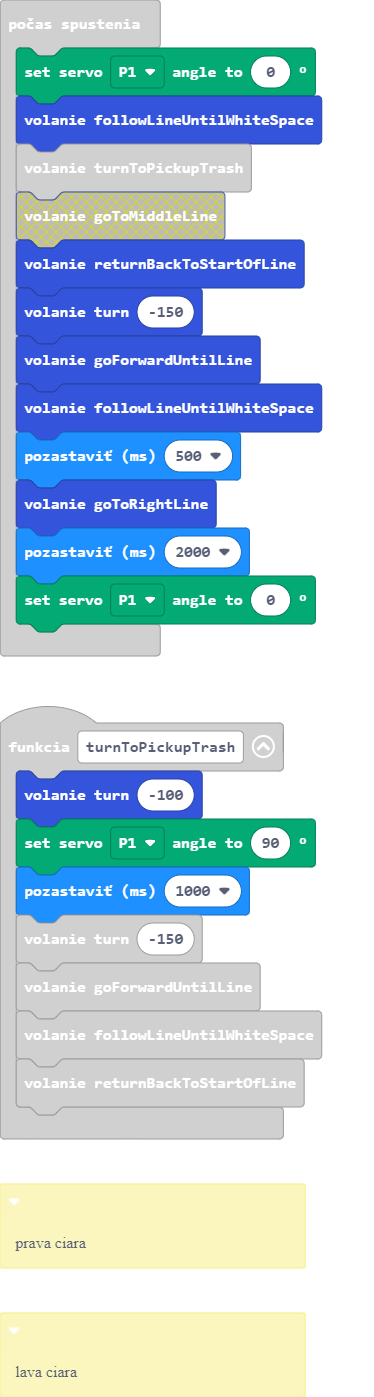 počas spustenia
set servo P1 angle to 0 °
volanie followLineUntilWhiteSpace
volanie turnToPickupTrash
volanie goToMiddleLine
volanie returnBackToStartOfLine
volanie turn -150
volanie goForwardUntilLine
volanie followLineUntilWhiteSpace
pozastaviť (ms) 500
volanie goToRightLine
pozastaviť (ms) 2000
set servo P1 angle to 0 °
funkcia turnToPickupTrash
volanie turn -100
set servo P1 angle to 90 °
pozastaviť (ms) 1000
volanie turn -150
volanie goForwardUntilLine
volanie followLineUntilWhiteSpace
volanie returnBackToStartOfLine
prava ciara
lava ciara